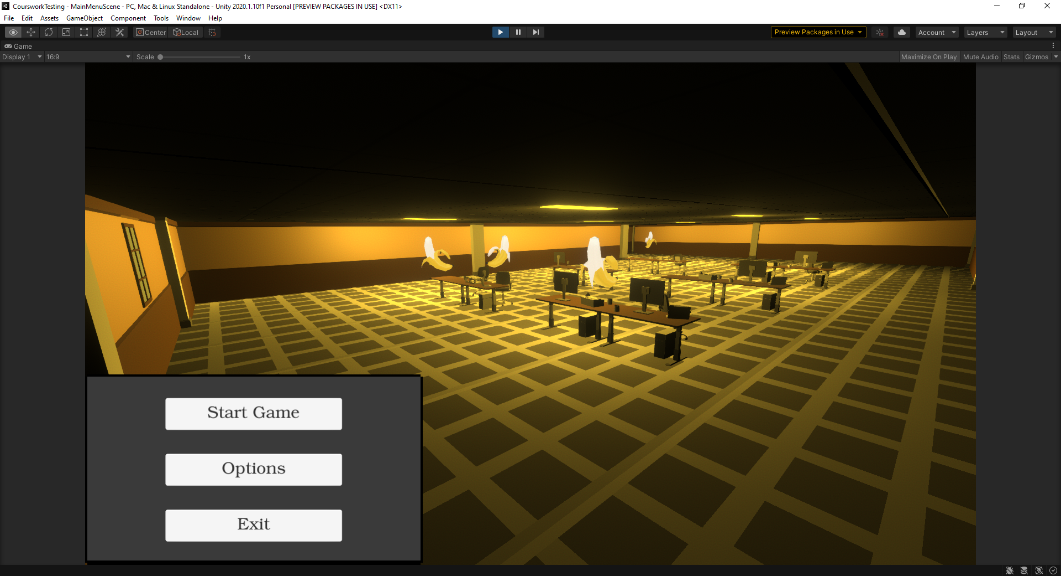 CoursworkTesting - MainMenuScene - PC, Mac & Linux Standalone - Unity 2020.1.10f1 Personal [PREVIEW PACKAGES IN USE] <DX11>
File Edit Assets GameObject Component Tools Window Help
Center Local Preview Packages in Use Account Layers Layout
Game
Display 1 16:9 Scale 1x Maximize On Play Mute Audio Stats Gizmos
Start Game
Options
Exit